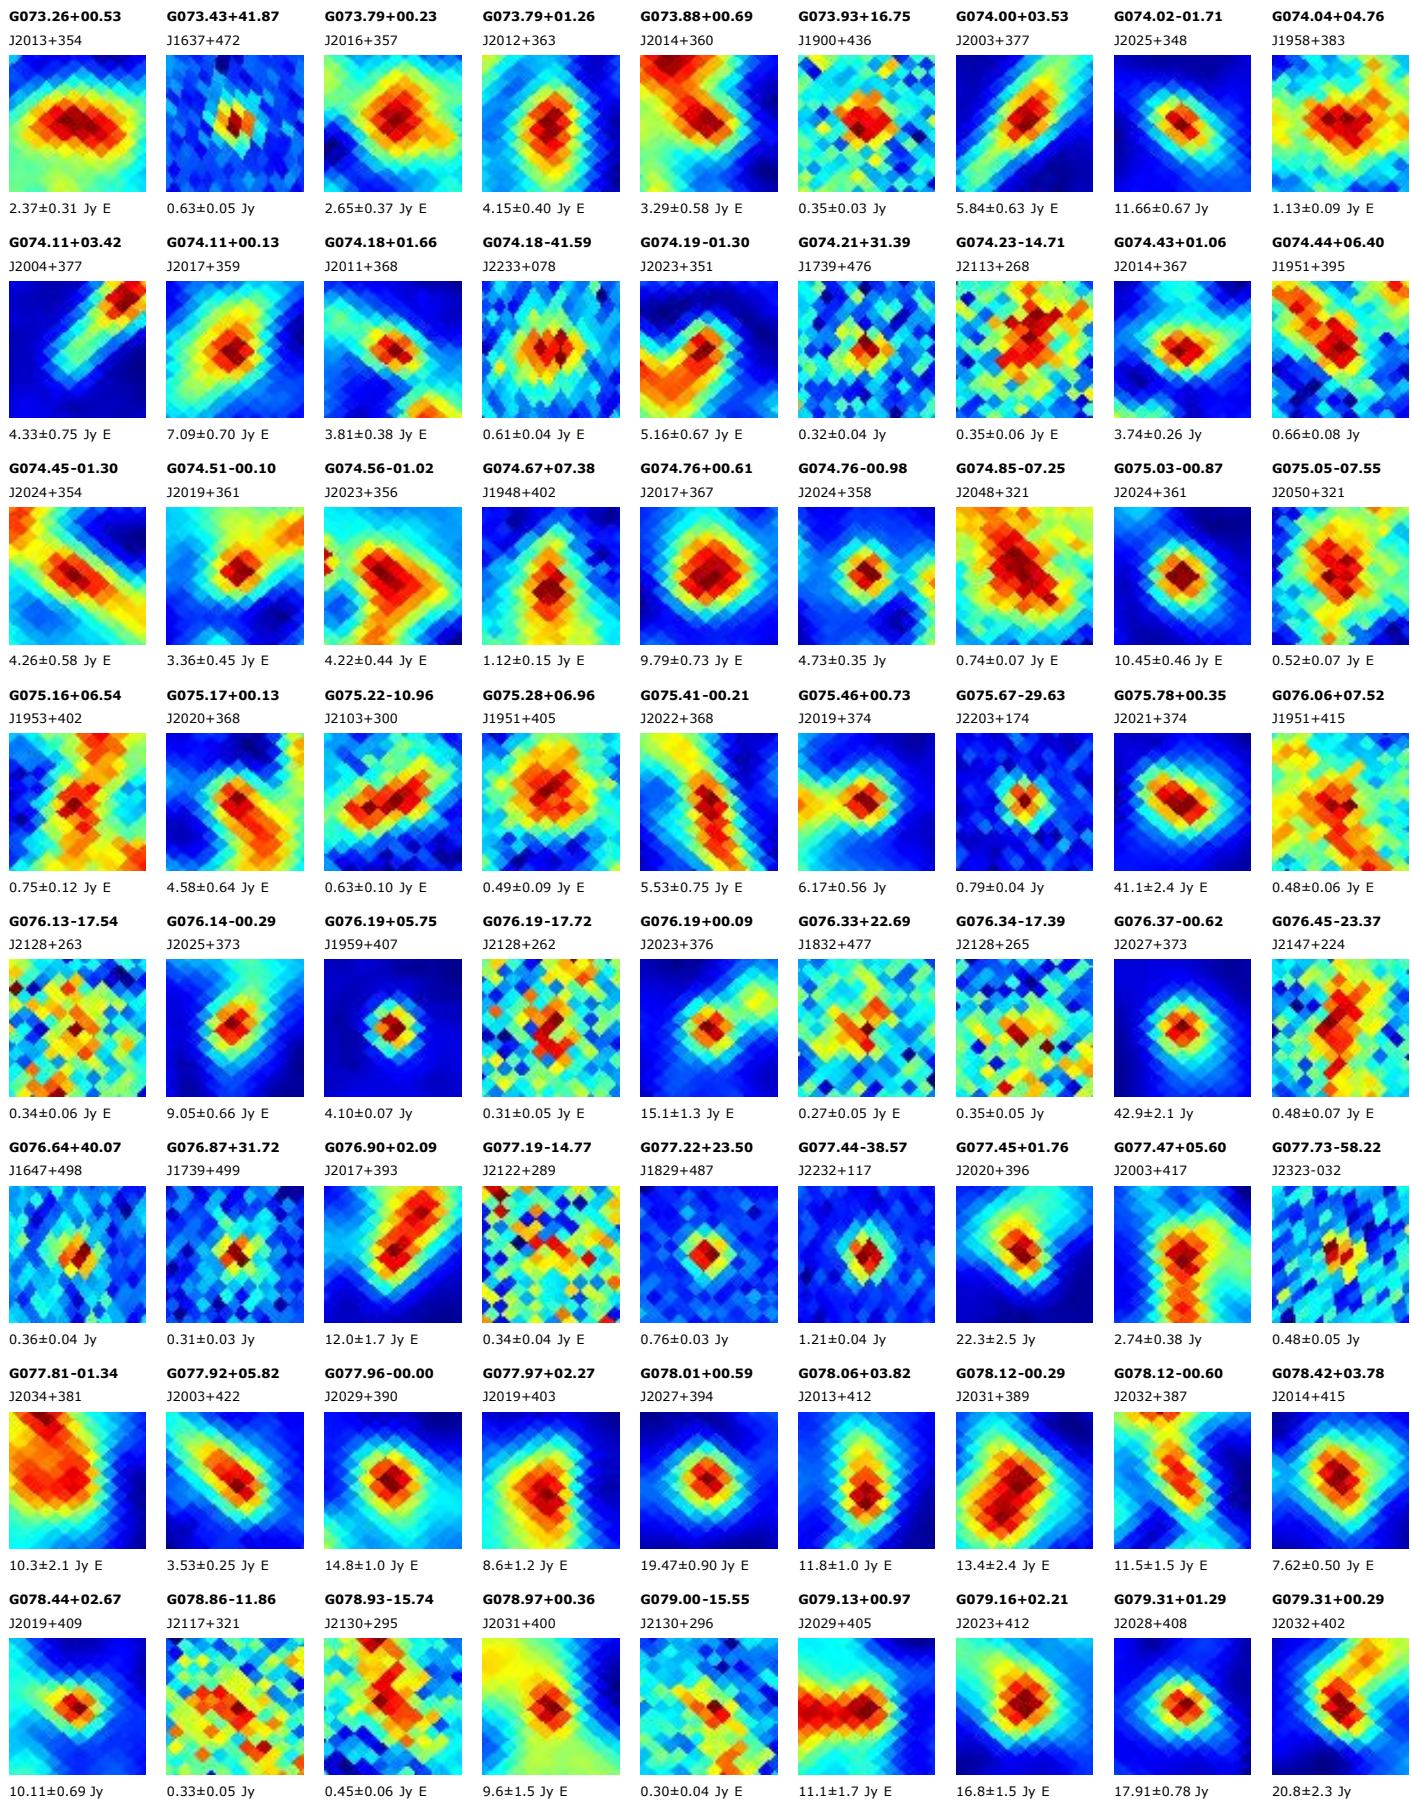 G073.26+00.53 G073.43+41.87 G073.79+00.23 G073.79+01.26 G073.88+00.69 G073.93+16.75 G074.00+03.53 G074.02-01.71 G074.04+04.76
J2013+354 J1637+472 J2016+357 J2012+363 J2014+360 J1900+436 J2003+377 J2025+348 J1958+383
2.37±0.31 Jy E 0.63±0.05 Jy 2.65±0.37 Jy E 4.15±0.40 Jy E 3.29±0.58 Jy E 0.35±0.03 Jy 5.84±0.63 Jy E 11.66±0.67 Jy 1.13±0.09 Jy E
G074.11+03.42 G074.11+00.13 G074.18+01.66 G074.18-41.59 G074.19-01.30 G074.21+31.39 G074.23-14.71 G074.43+01.06 G074.44+06.40
J2004+377 J2017+359 J2011+368 J2233+078 J2023+351 J1739+476 J2113+268 J2014+367 J1951+395
4.33±0.75 Jy E 7.09±0.70 Jy E 3.81±0.38 Jy E 0.61±0.04 Jy E 5.16±0.67 Jy E 0.32±0.04 Jy 0.35±0.06 Jy E 3.74±0.26 Jy 0.66±0.08 Jy
G074.45-01.30 G074.51-00.10 G074.56-01.02 G074.67+07.38 G074.76+00.61 G074.76-00.98 G074.85-07.25 G075.03-00.87 G075.05-07.55
J2024+354 J2019+361 J2023+356 J1948+402 J2017+367 J2024+358 J2048+321 J2024+361 J2050+321
4.26±0.58 Jy E 3.36±0.45 Jy E 4.22±0.44 Jy E 1.12±0.15 Jy E 9.79±0.73 Jy E 4.73±0.35 Jy 0.74±0.07 Jy E 10.45±0.46 Jy E 0.52±0.07 Jy E
G075.16+06.54 G075.17+00.13 G075.22-10.96 G075.28+06.96 G075.41-00.21 G075.46+00.73 G075.67-29.63 G075.78+00.35 G076.06+07.52
J1953+402 J2020+368 J2103+300 J1951+405 J2022+368 J2019+374 J2203+174 J2021+374 J1951+415
0.75±0.12 Jy E 4.58±0.64 Jy E 0.63±0.10 Jy E 0.49±0.09 Jy E 5.53±0.75 Jy E 6.17±0.56 Jy 0.79±0.04 Jy 41.1±2.4 Jy E 0.48±0.06 Jy E
G076.13-17.54 G076.14-00.29 G076.19+05.75 G076.19-17.72 G076.19+00.09 G076.33+22.69 G076.34-17.39 G076.37-00.62 G076.45-23.37
J2128+263 J2025+373 J1959+407 J2128+262 J2023+376 J1832+477 J2128+265 J2027+373 J2147+224
0.34±0.06 Jy E 9.05±0.66 Jy E 4.10±0.07 Jy 0.31±0.05 Jy E 15.1±1.3 Jy E 0.27±0.05 Jy E 0.35±0.05 Jy 42.9±2.1 Jy 0.48±0.07 Jy E
G076.64+40.07 G076.87+31.72 G076.90+02.09 G077.19-14.77 G077.22+23.50 G077.44-38.57 G077.45+01.76 G077.47+05.60 G077.73-58.22
J1647+498 J1739+499 J2017+393 J2122+289 J1829+487 J2232+117 J2020+396 J2003+417 J2323-032
0.36±0.04 Jy 0.31±0.03 Jy 12.0±1.7 Jy E 0.34±0.04 Jy E 0.76±0.03 Jy 1.21±0.04 Jy 22.3±2.5 Jy 2.74±0.38 Jy 0.48±0.05 Jy
G077.81-01.34 G077.92+05.82 G077.96-00.00 G077.97+02.27 G078.01+00.59 G078.06+03.82 G078.12-00.29 G078.12-00.60 G078.42+03.78
J2034+381 J2003+422 J2029+390 J2019+403 J2027+394 J2013+412 J2031+389 J2032+387 J2014+415
10.3±2.1 Jy E 3.53±0.25 Jy E 14.8±1.0 Jy E 8.6±1.2 Jy E 19.47±0.90 Jy E 11.8±1.0 Jy E 13.4±2.4 Jy E 11.5±1.5 Jy E 7.62±0.50 Jy E
G078.44+02.67 G078.86-11.86 G078.93-15.74 G078.97+00.36 G079.00-15.55 G079.13+00.97 G079.16+02.21 G079.31+01.29 G079.31+00.29
J2019+409 J2117+321 J2130+295 J2031+400 J2130+296 J2029+405 J2023+412 J2028+408 J2032+402
10.11±0.69 Jy 0.33±0.05 Jy 0.45±0.06 Jy E 9.6±1.5 Jy E 0.30±0.04 Jy E 11.1±1.7 Jy E 16.8±1.5 Jy E 17.91±0.78 Jy 20.8±2.3 Jy